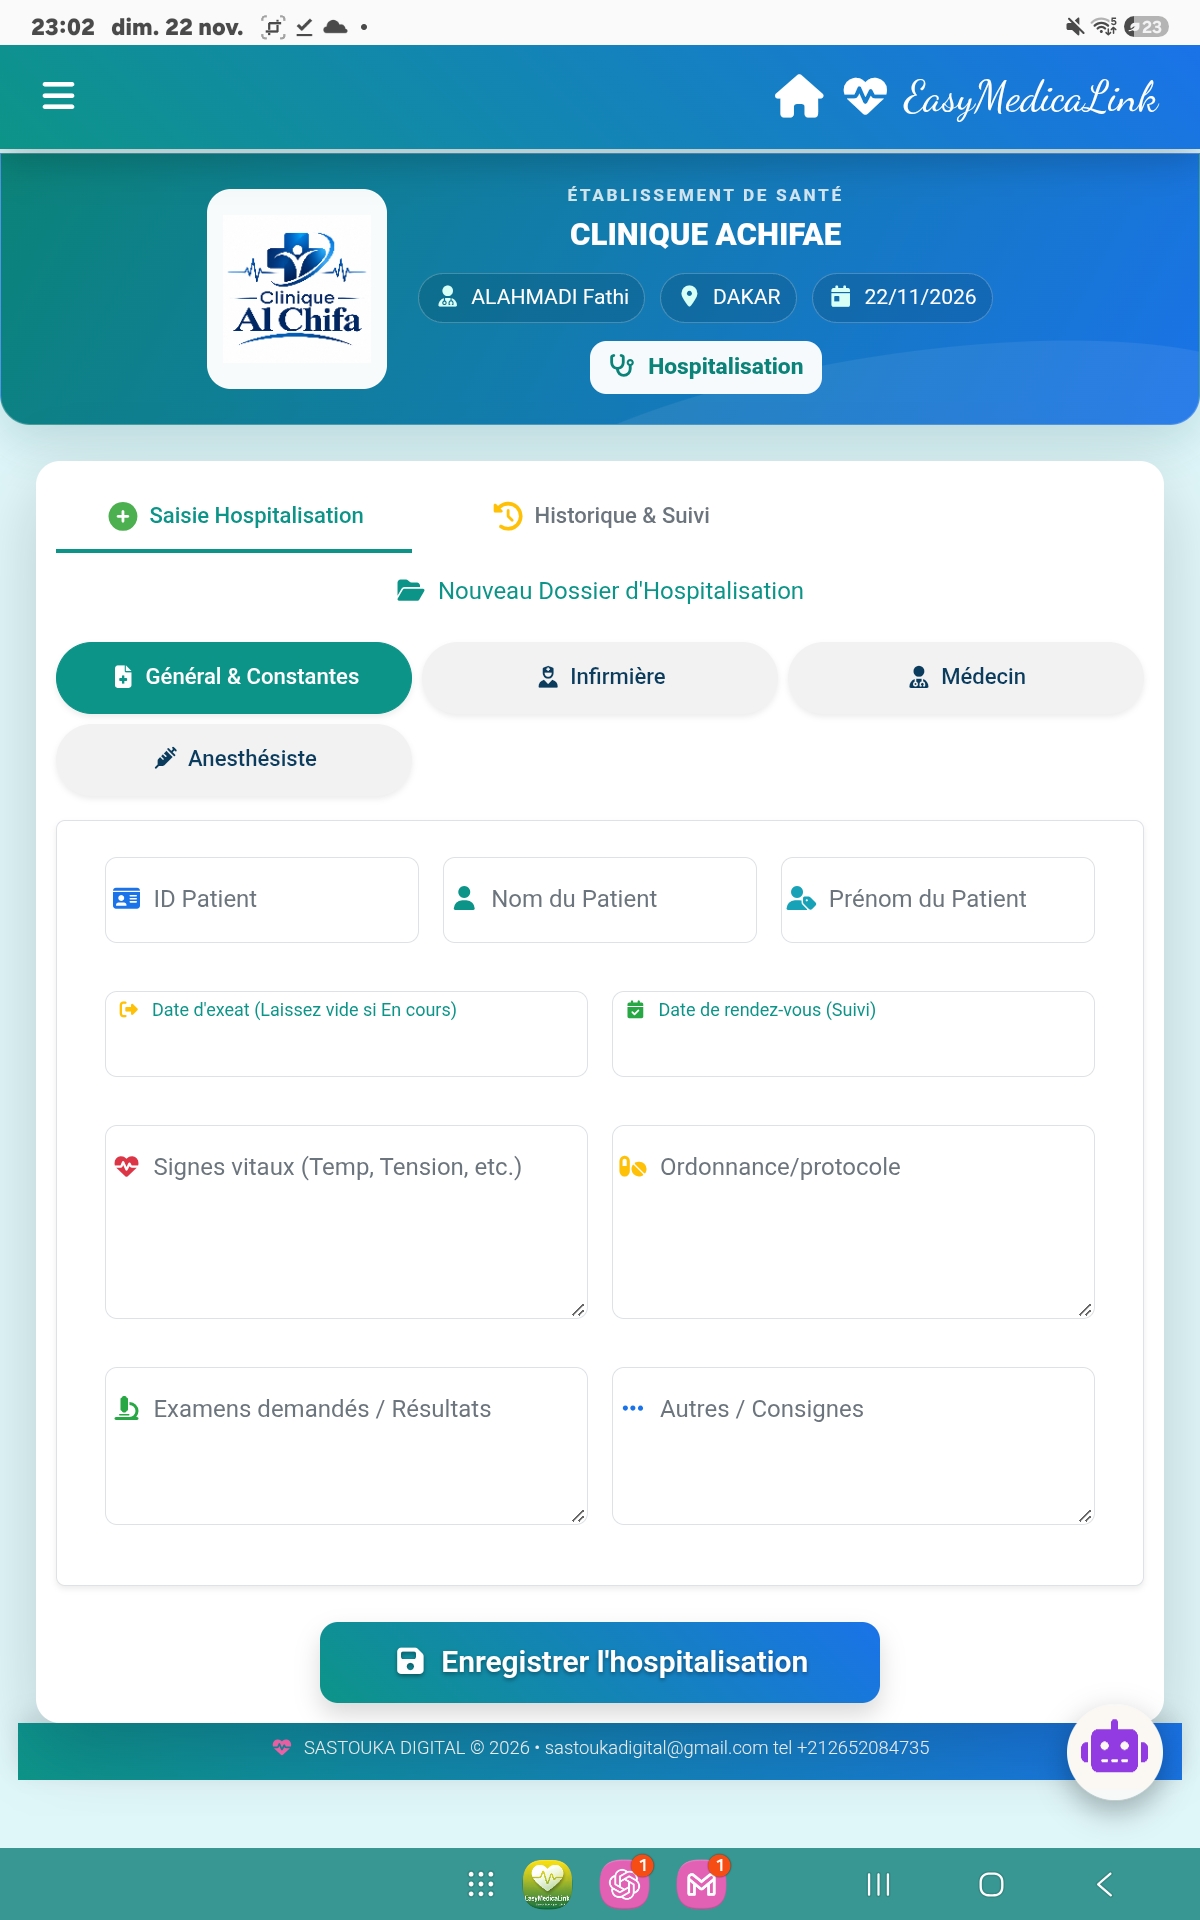 23:02 dim. 22 nov.
5 23
EasyMedicaLink
ÉTABLISSEMENT DE SANTÉ
CLINIQUE ACHIFAE
Clinique
Al Chifa
ALAHMADI Fathi DAKAR 22/11/2026
Hospitalisation
Saisie Hospitalisation Historique & Suivi
Nouveau Dossier d'Hospitalisation
Général & Constantes Infirmière Médecin
Anesthésiste
ID Patient Nom du Patient Prénom du Patient
Date d'exeat (Laissez vide si En cours) Date de rendez-vous (Suivi)
Signes vitaux (Temp, Tension, etc.) Ordonnance/protocole
Examens demandés / Résultats Autres / Consignes
Enregistrer l'hospitalisation
SASTOUKA DIGITAL © 2026 • sastoukadigital@gmail.com tel +212652084735
1 1
EasyMedicaLink